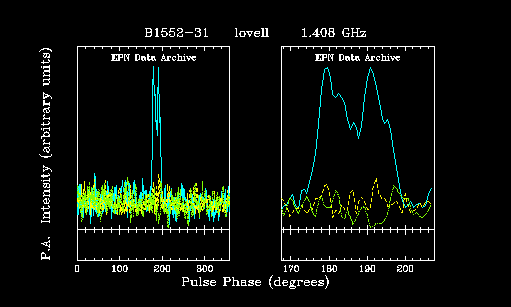 B1552-31 lovell 1.408 GHz
EPN Data Archive EPN Data Archive
P.A. Intensity (arbitrary units)
0 100 200 300 170 180 190 200
Pulse Phase (degrees)